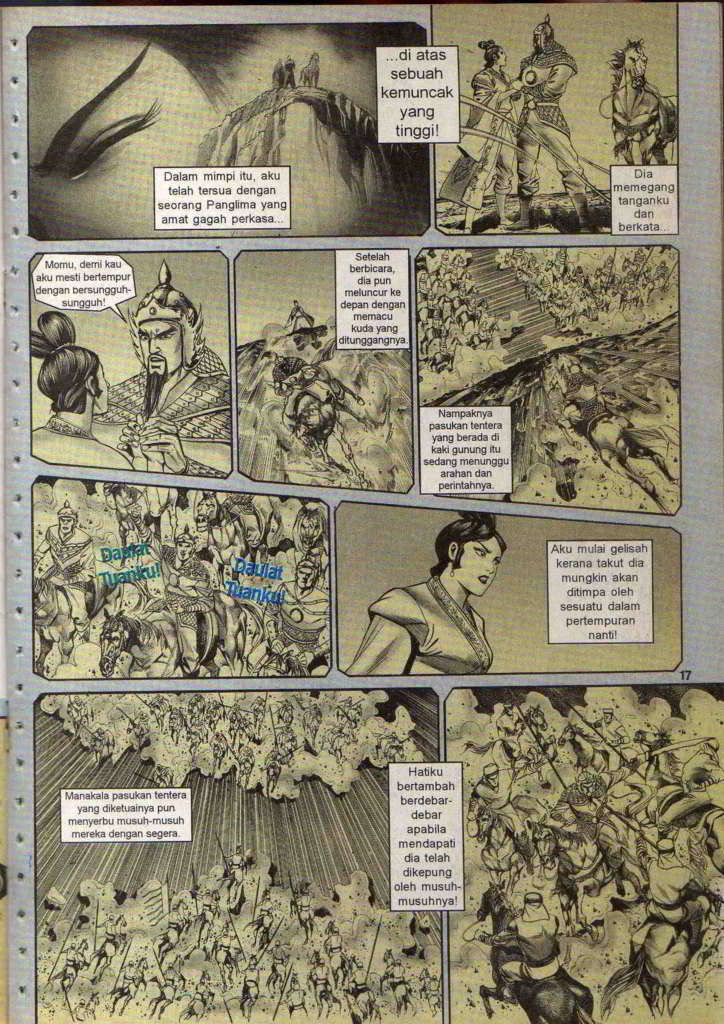 Dalam mimpi itu, aku
telah tersua dengan
seorang Panglima yang
amat gagah perkasa...
...di atas
sebuah
kemuncak
yang
tinggi!
Dia
memegang
tanganku
dan
berkata...
Momu, demi kau
aku mesti bertempur
dengan bersungguh-
sungguh!
Setelah
berbicara,
dia pun
meluncur ke
depan dengan
memacu
kuda yang
ditunggangnya.
Nampaknya
pasukan tentera
yang berada di
kaki gunung itu
sedang menunggu
arahan dan
perintahnya.
Daulat
Tuanku!
Daulat
Tuanku!
Aku mulai gelisah
kerana takut dia
mungkin akan
ditimpa oleh
sesuatu dalam
pertempuran
nanti!
17
Manakala pasukan tentera
yang diketuainya pun
menyerbu musuh-musuh
mereka dengan segera.
Hatiku
bertambah
berdebar-
debar
apabila
mendapati
dia telah
dikepung
oleh musuh-
musuhnya!